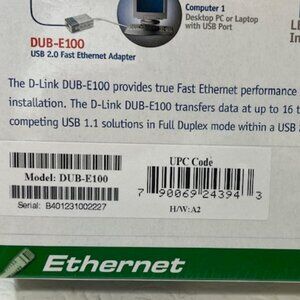 Computer 1
Desktop PC or Laptop
with USB Port
DUB-E100
USB 2.0 Fast Ethernet Adapter
The D-Link DUB-E100 provides true Fast Ethernet performance
installation. The D-Link DUB-E100 transfers data at up to 16 t
competing USB 1.1 solutions in Full Duplex mode within a USB
Model: DUB-E100
Serial: B401231002227
UPC Code
7 90069 24394 3
H/W: A2
Ethernet